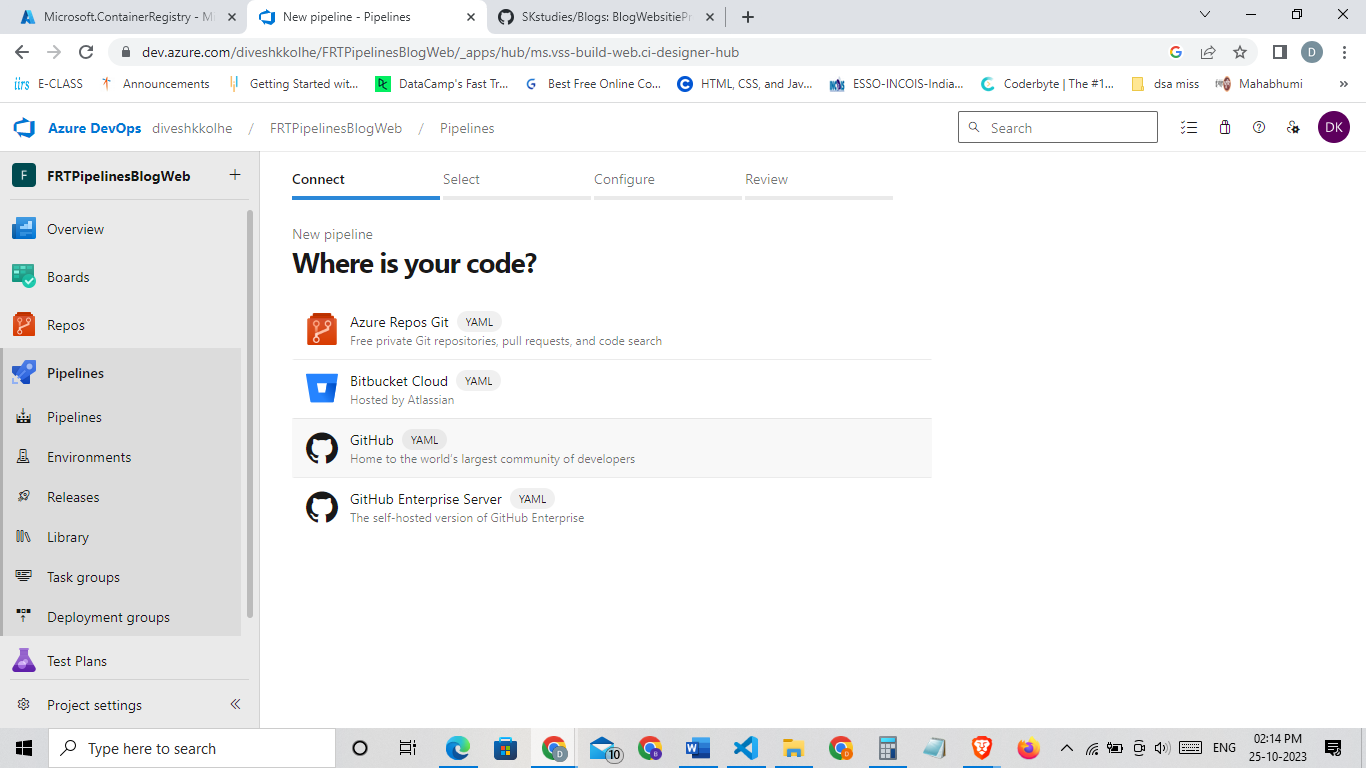 Microsoft.ContainerRegistry - Mi
New pipeline - Pipelines
SKstudies/Blogs: BlogWebsitiePr
dev.azure.com/diveshkkolhe/FRTPipelinesBlogWeb/_apps/hub/ms.vss-build-web.ci-designer-hub
D
E-CLASS
Announcements
Getting Started wit...
DataCamp's Fast Tr...
Best Free Online Co...
HTML, CSS, and Jav...
ESSO-INCOIS-India...
Coderbyte | The #1...
dsa miss
Mahabhumi
Azure DevOps diveshkkolhe / FRTPipelinesBlogWeb / Pipelines
Search
DK
F FRTPipelinesBlogWeb
Overview
Boards
Repos
Pipelines
Pipelines
Environments
Releases
Library
Task groups
Deployment groups
Test Plans
Project settings
Connect
Select
Configure
Review
New pipeline
Where is your code?
Azure Repos Git YAML
Free private Git repositories, pull requests, and code search
Bitbucket Cloud YAML
Hosted by Atlassian
GitHub YAML
Home to the world's largest community of developers
GitHub Enterprise Server YAML
The self-hosted version of GitHub Enterprise
Type here to search
10
ENG
02:14 PM
25-10-2023